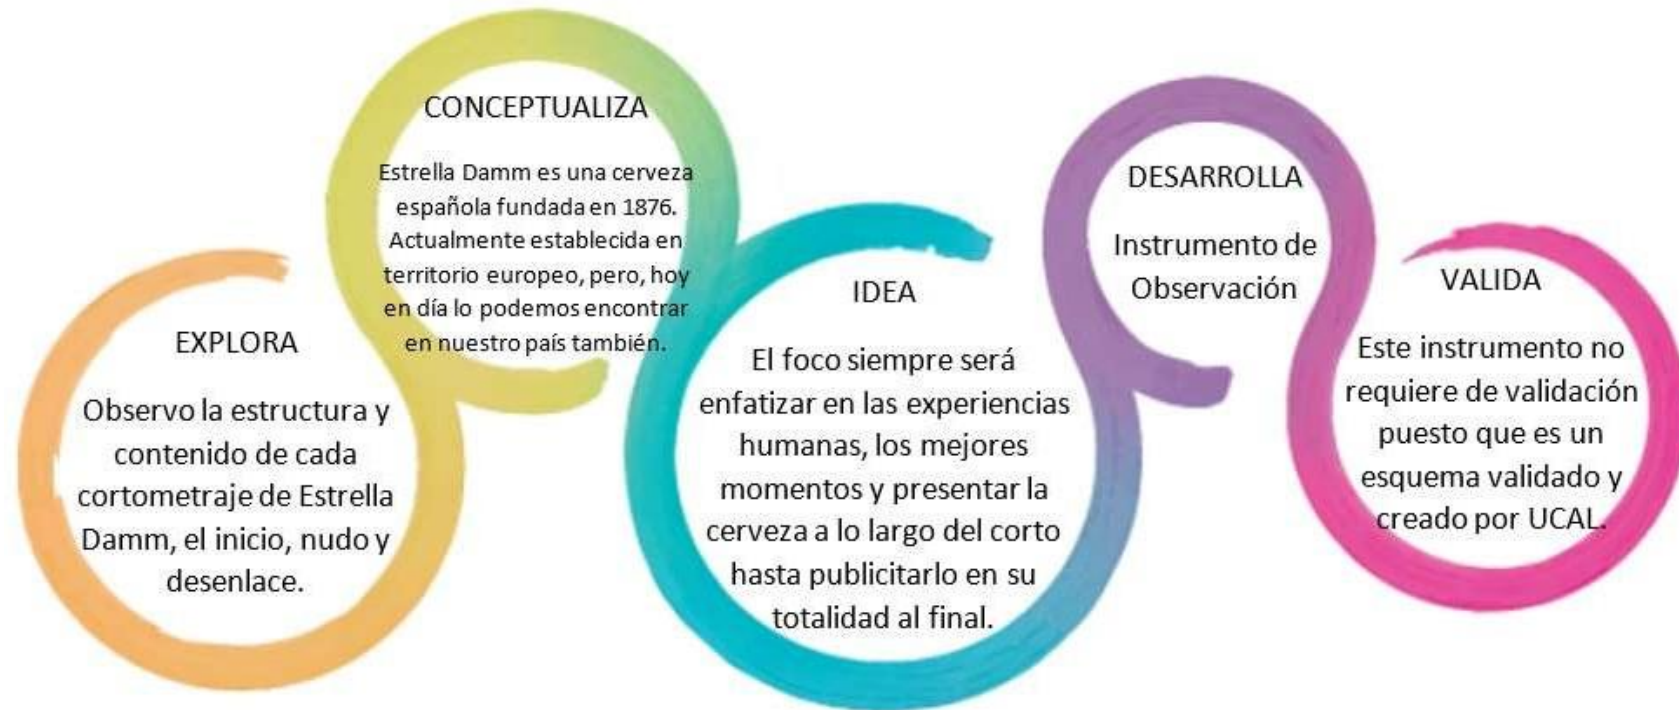 EXPLORA
Observo la estructura y
contenido de cada
cortometraje de Estrella
Damm, el inicio, nudo y
desenlace.
CONCEPTUALIZA
Estrella Damm es una cerveza
española fundada en 1876.
Actualmente establecida en
territorio europeo, pero, hoy
en día lo podemos encontrar
en nuestro país también.
IDEA
El foco siempre será
enfatizar en las experiencias
humanas, los mejores
momentos y presentar la
cerveza a lo largo del corto
hasta publicitarlo en su
totalidad al final.
DESARROLLA
Instrumento de
Observación
VALIDA
Este instrumento no
requiere de validación
puesto que es un
esquema validado y
creado por UCAL.